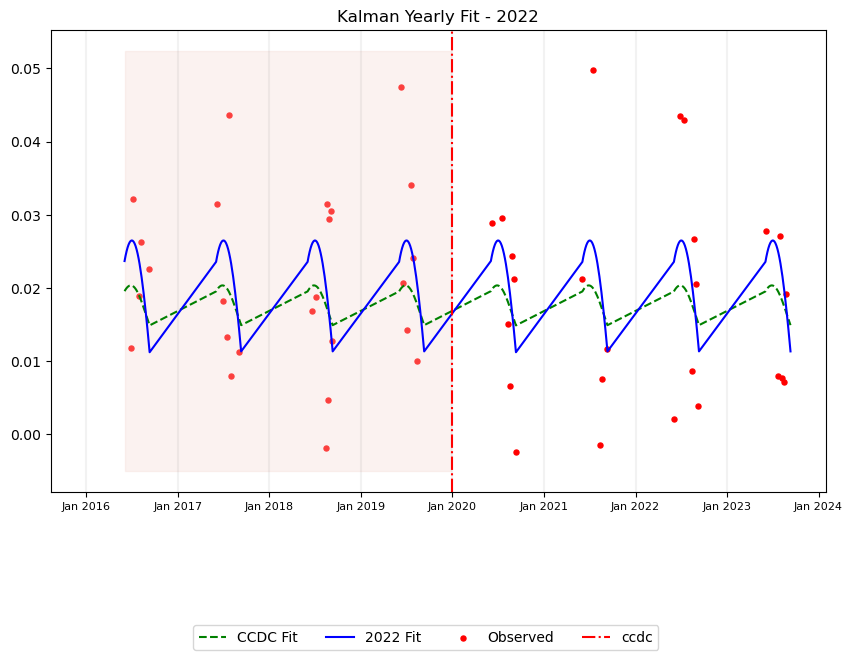 Kalman Yearly Fit - 2022
0.05
0.04
0.03
0.02
0.01
0.00
Jan 2016 Jan 2017 Jan 2018 Jan 2019 Jan 2020 Jan 2021 Jan 2022 Jan 2023 Jan 2024
CCDC Fit 2022 Fit Observed ccdc